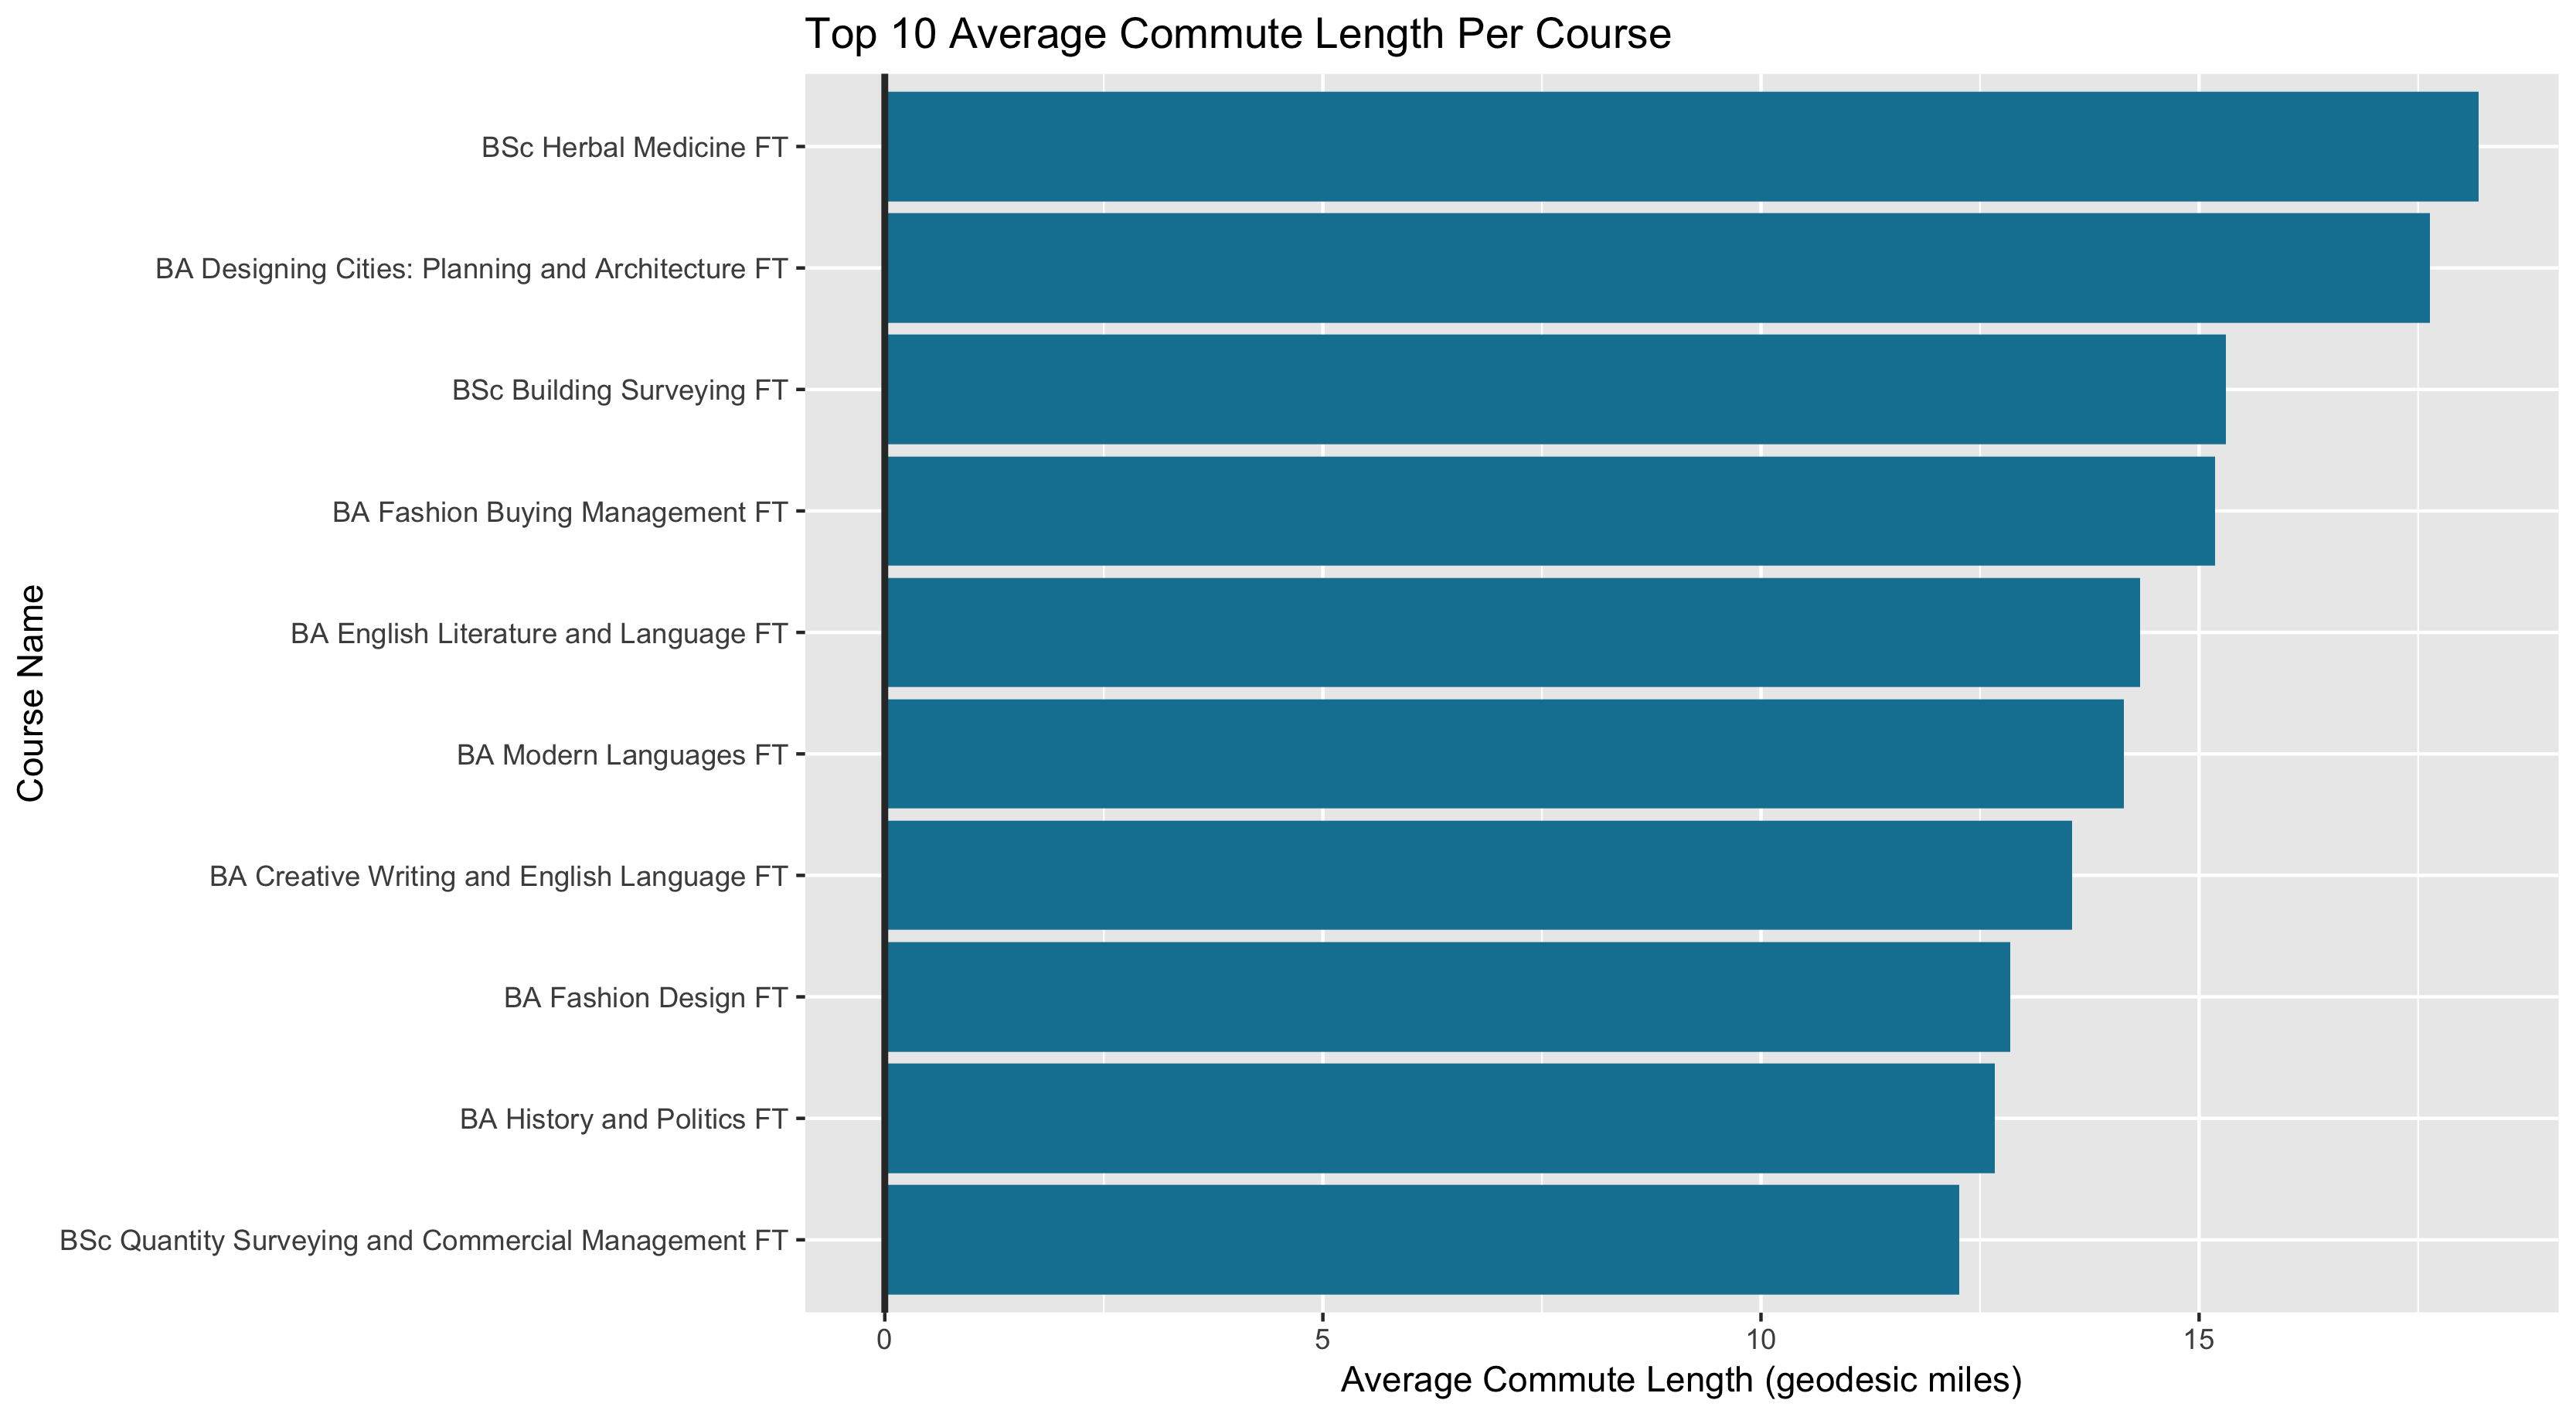 Top 10 Average Commute Length Per Course
BSc Herbal Medicine FT
BA Designing Cities: Planning and Architecture FT
BSc Building Surveying FT
BA Fashion Buying Management FT
BA English Literature and Language FT
BA Modern Languages FT
BA Creative Writing and English Language FT
BA Fashion Design FT
BA History and Politics FT
BSc Quantity Surveying and Commercial Management FT
Course Name
0 5 10 15
Average Commute Length (geodesic miles)